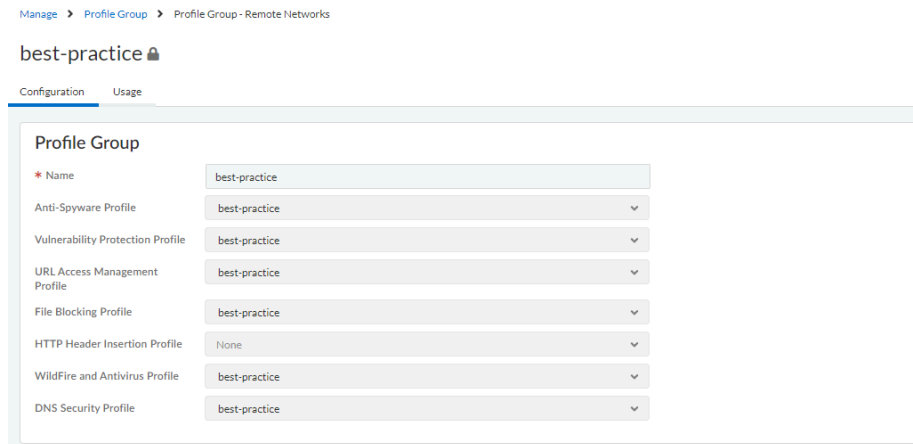 Manage > Profile Group > Profile Group - Remote Networks
best-practice
Configuration Usage
Profile Group
* Name best-practice
Anti-Spyware Profile best-practice
Vulnerability Protection Profile best-practice
URL Access Management
Profile best-practice
File Blocking Profile best-practice
HTTP Header Insertion Profile None
WildFire and Antivirus Profile best-practice
DNS Security Profile best-practice